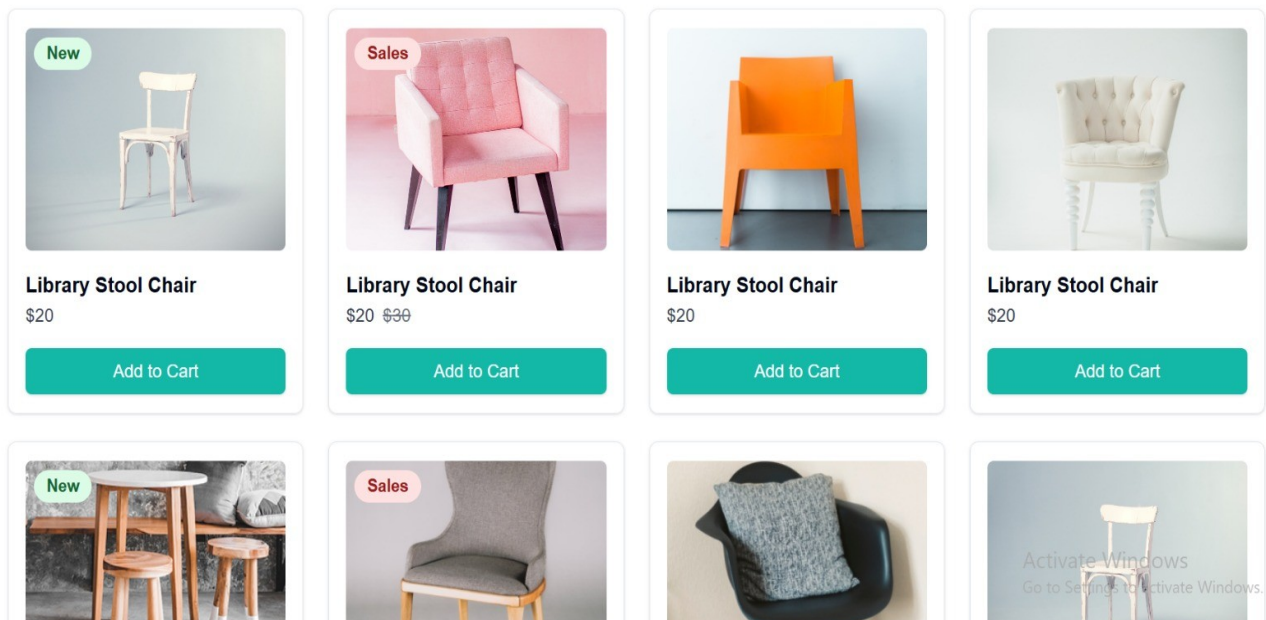 New
Sales
Library Stool Chair
Library Stool Chair
Library Stool Chair
Library Stool Chair
$20
$20 $30
$20
$20
Add to Cart
Add to Cart
Add to Cart
Add to Cart
New
Sales
Activate Windows
Go to Settings to activate Windows.